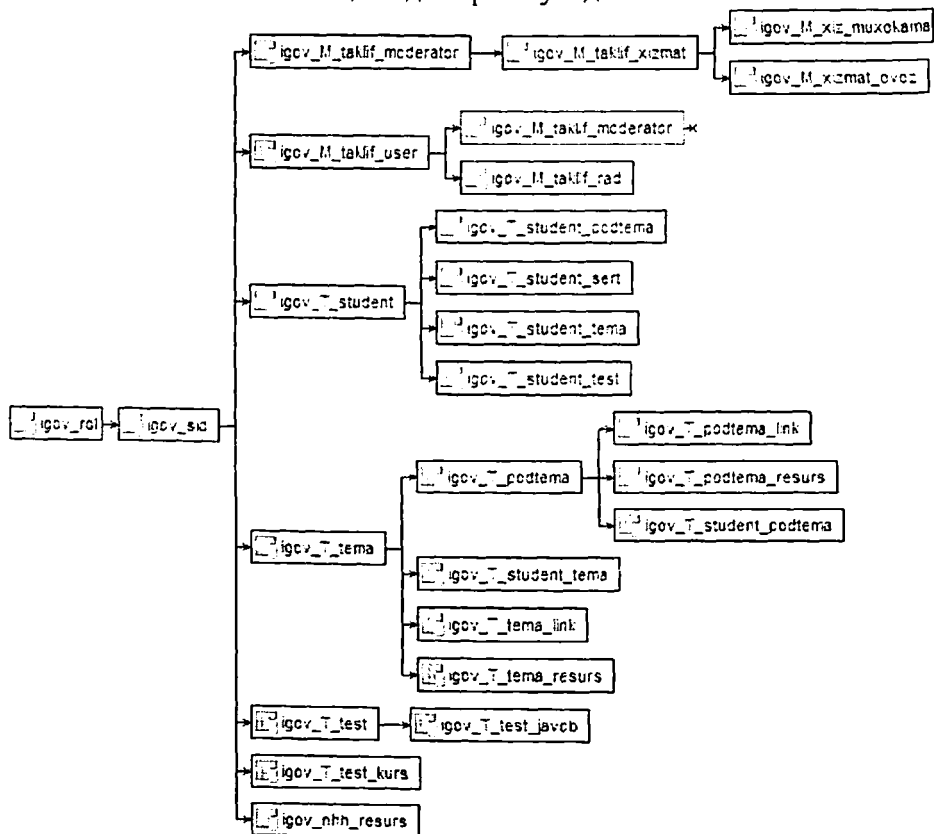 igov_M_taklif_moderator
igov_M_taklif_xizmat
igov_M_xiz_muxokama
igov_M_xizmat_ovoz
igov_M_taklif_user
igov_M_taklif_moderator
igov_M_taklif_rad
igov_T_student
igov_T_student_podtema
igov_T_student_sert
igov_T_student_tema
igov_T_student_test
igov_rol
igov_sid
igov_T_tema
igov_T_podtema
igov_T_podtema_link
igov_T_podtema_resurs
igov_T_student_podtema
igov_T_student_tema
igov_T_tema_link
igov_T_tema_resurs
igov_T_test
igov_T_test_javob
igov_T_test_kurs
igov_nhh_resurs